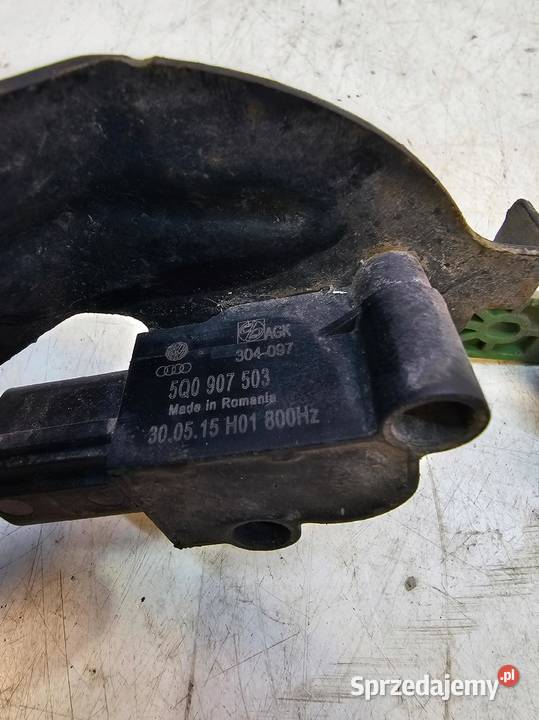 AGK
304-097
5Q0 907 503
Made in Romania
30.05.15 H01 800Hz
Sprzedajemy.pl